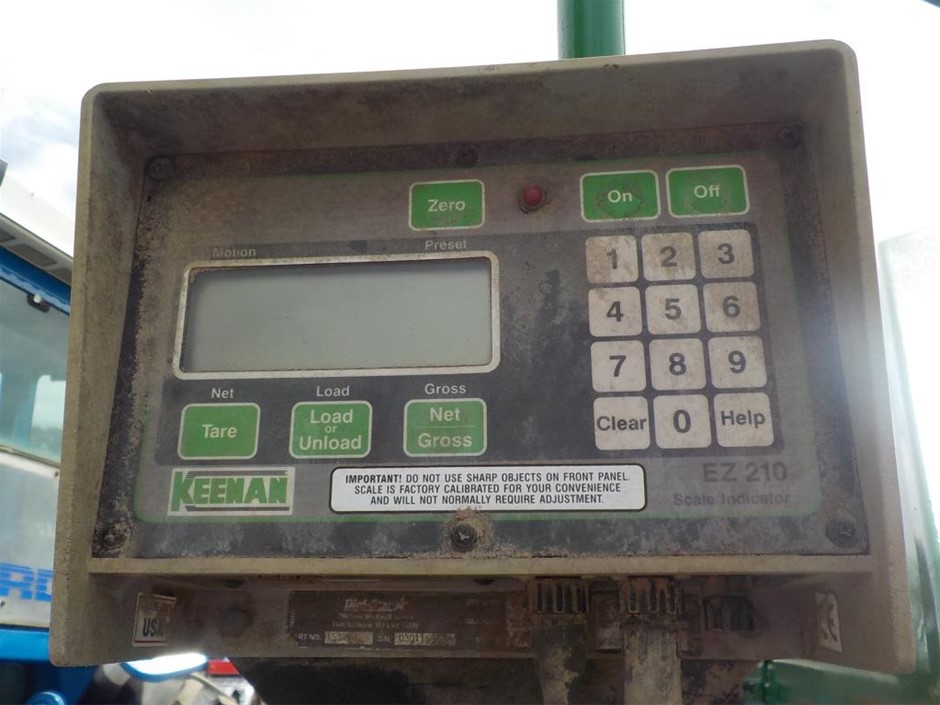 Zero
On
Off
Motion
Preset
1 2 3
4 5 6
7 8 9
Clear 0 Help
Net
Load
Gross
Tare
Load
or
Unload
Net
Gross
KEENAN
IMPORTANT! DO NOT USE SHARP OBJECTS ON FRONT PANEL.
SCALE IS FACTORY CALIBRATED FOR YOUR CONVENIENCE
AND WILL NOT NORMALLY REQUIRE ADJUSTMENT.
EZ 210
Scale Indicator
USA
Digi-Star